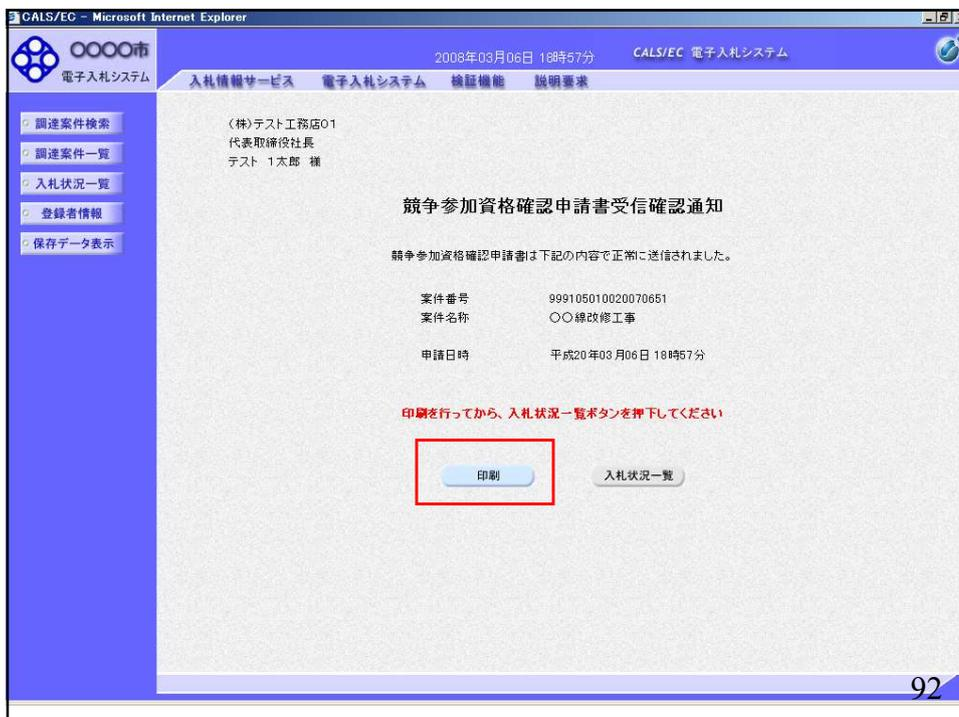 CALS/EC - Microsoft Internet Explorer
〇〇〇〇市
電子入札システム
2008年03月06日 18時57分
CALS/EC 電子入札システム
入札情報サービス 電子入札システム 検証機能 説明要求
調達案件検索
調達案件一覧
入札状況一覧
登録者情報
保存データ表示
(株)テスト工務店01
代表取締役社長
テスト 1太郎 様
競争参加資格確認申請書受信確認通知
競争参加資格確認申請書は下記の内容で正常に送信されました。
案件番号 999105010020070651
案件名称 〇〇線改修工事
申請日時 平成20年03月06日 18時57分
印刷を行ってから、入札状況一覧ボタンを押下してください
印刷 入札状況一覧
92